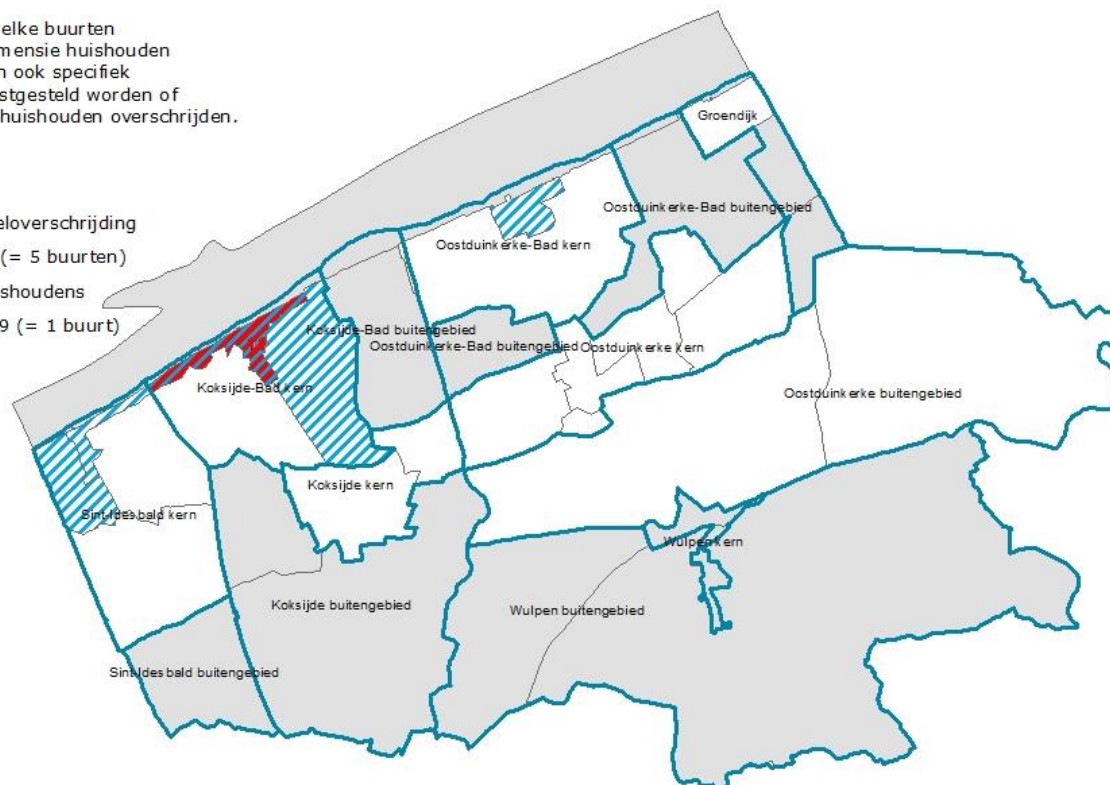 elke buurten
mensie huishouden
n ook specifiek
stgesteld worden of
huishouden overschrijden.
eloverschrijding
(= 5 buurten)
shoudens
9 (= 1 buurt)
Groendijk
Oostduinkerke-Bad buitengebied
Oostduinkerke-Bad kern
Koksijde-Bad buitengebied
Oostduinkerke-Bad buitengebied
Oostduinkerke kern
Koksijde-Bad kern
Oostduinkerke buitengebied
Koksijde kern
Sint-Idesbald kern
Wulpen kern
Koksijde buitengebied
Wulpen buitengebied
Sint-Idesbald buitengebied